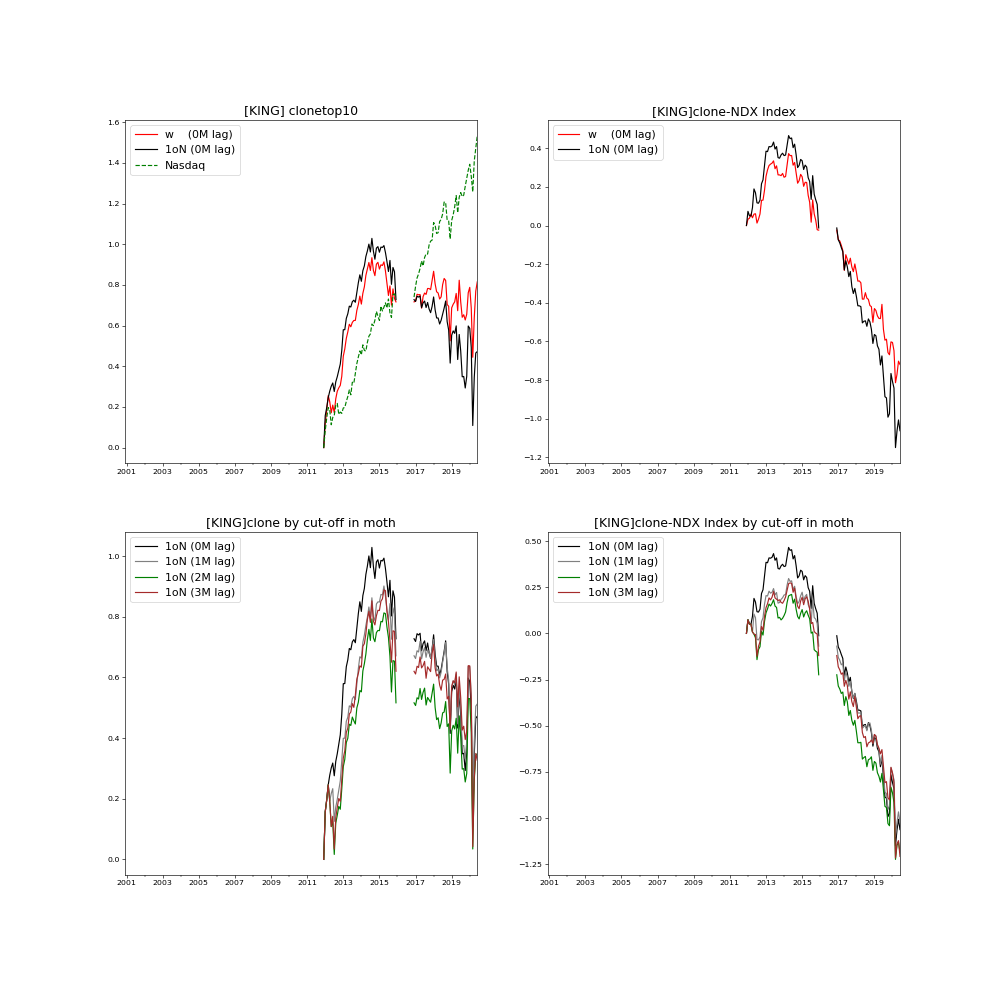 [KING] clonetop10
w    (0M lag)
1oN (0M lag)
Nasdaq
1.6
1.4
1.2
1.0
0.8
0.6
0.4
0.2
0.0
2001 2003 2005 2007 2009 2011 2013 2015 2017 2019
[KING]clone-NDX Index
w    (0M lag)
1oN (0M lag)
0.4
0.2
0.0
−0.2
−0.4
−0.6
−0.8
−1.0
−1.2
2001 2003 2005 2007 2009 2011 2013 2015 2017 2019
[KING]clone by cut-off in moth
1oN (0M lag)
1oN (1M lag)
1oN (2M lag)
1oN (3M lag)
1.0
0.8
0.6
0.4
0.2
0.0
2001 2003 2005 2007 2009 2011 2013 2015 2017 2019
[KING]clone-NDX Index by cut-off in moth
1oN (0M lag)
1oN (1M lag)
1oN (2M lag)
1oN (3M lag)
0.50
0.25
0.00
−0.25
−0.50
−0.75
−1.00
−1.25
2001 2003 2005 2007 2009 2011 2013 2015 2017 2019